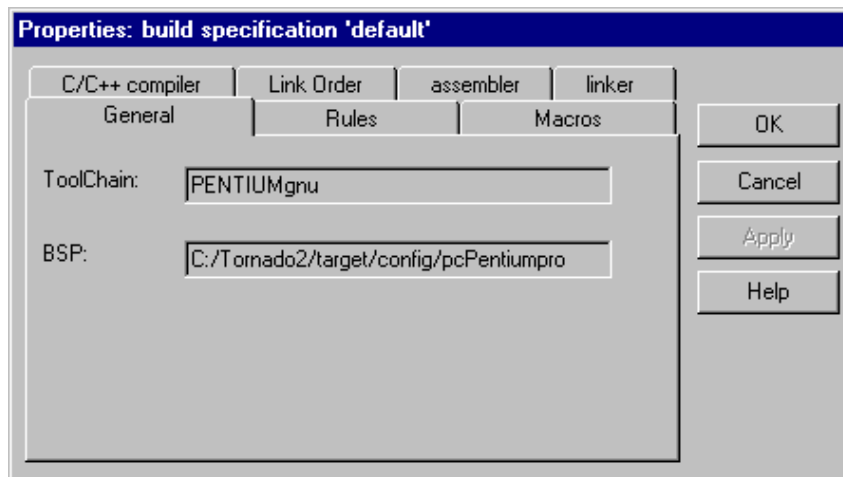 Properties: build specification 'default'
C/C++ compiler Link Order assembler linker
General Rules Macros
OK
ToolChain: PENTIUMgnu
Cancel
Apply
BSP: C:/Tornado2/target/config/pcPentiumpro
Help